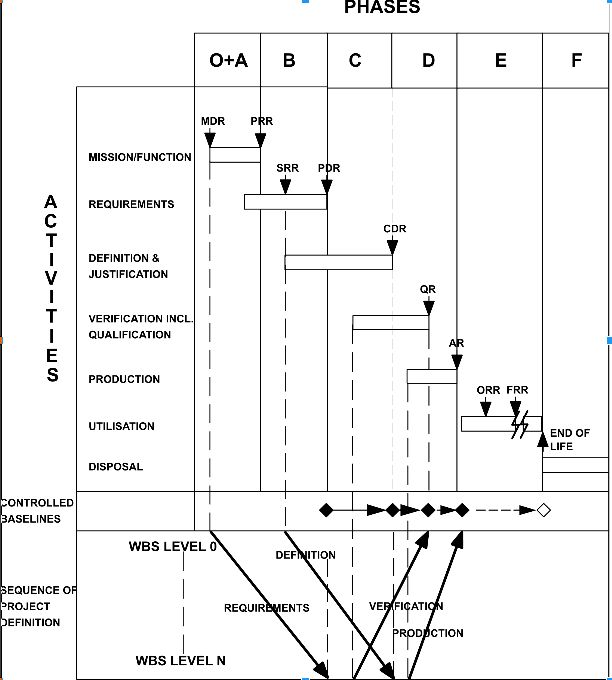 PHASES
O+A B C D E F
MDR PRR
MISSION/FUNCTION
SRR PDR
REQUIREMENTS
CDR
DEFINITION &
JUSTIFICATION
QR
VERIFICATION INCL.
QUALIFICATION
AR
PRODUCTION
ORR FRR
UTILISATION
END OF
LIFE
DISPOSAL
ACTIVITIES
CONTROLLED
BASELINES
WBS LEVEL 0
DEFINITION
SEQUENCE OF
PROJECT
DEFINITION
REQUIREMENTS
VERIFICATION
PRODUCTION
WBS LEVEL N